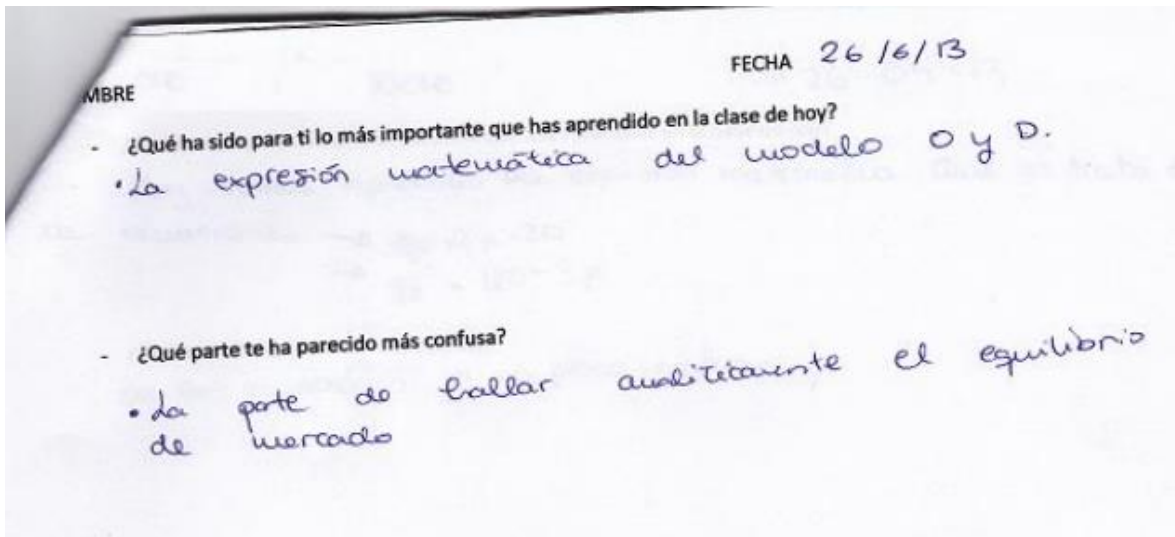 FECHA 26/6/13
MBRE
- ¿Qué ha sido para ti lo más importante que has aprendido en la clase de hoy?
• La expresión matemática del modelo O y D.
- ¿Qué parte te ha parecido más confusa?
• La parte de hallar analíticamente el equilibrio
de mercado